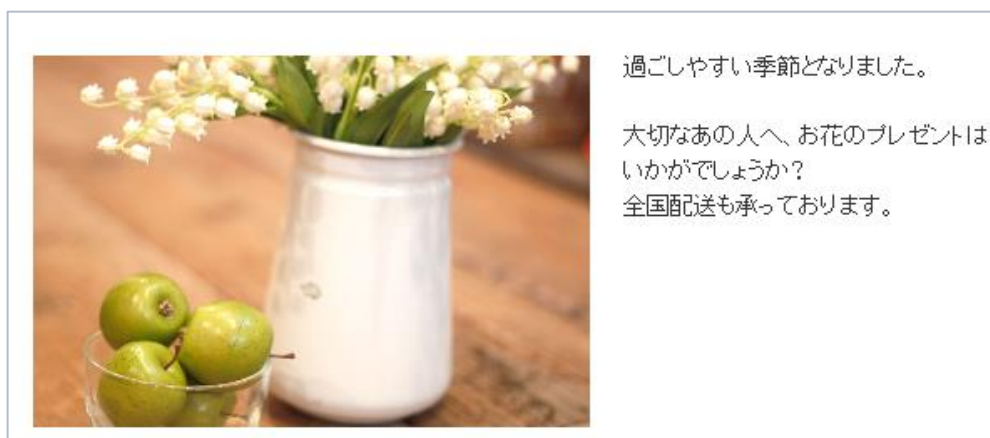 過ごしやすい季節となりました。
大切なあの人へ、お花のプレゼントは
いかがでしょうか？
全国配送も承っております。